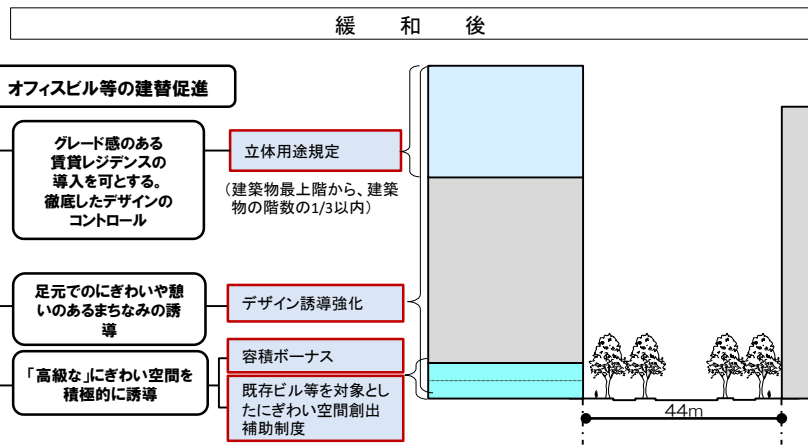 緩和後
オフィスビル等の建替促進
グレード感のある
賃貸レジデンスの
導入を可とする。
徹底したデザインの
コントロール
立体用途規定
（建築物最上階から、建築
物の階数の1/3以内）
足元でのにぎわいや憩
いのあるまちなみの誘
導
デザイン誘導強化
「高級な」にぎわい空間を
積極的に誘導
容積ボーナス
既存ビル等を対象とし
たにぎわい空間創出
補助制度
44m